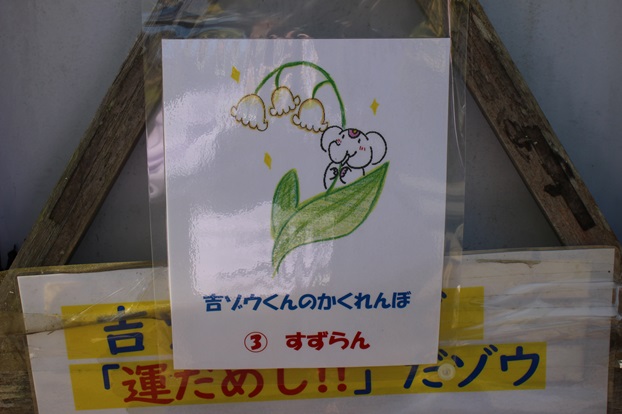 吉ゾウくんのかくれんぼ
③ すずらん
吉
「運だめし!!」だゾウ